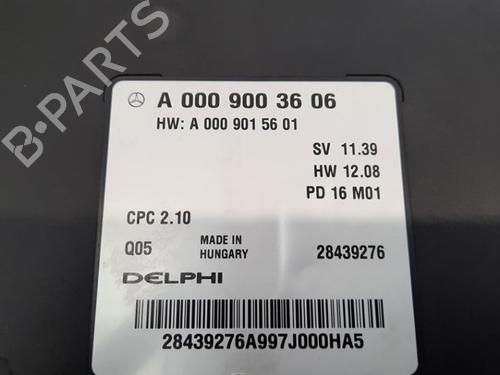 B-PARTS
A 000 900 36 06
HW: A 000 901 56 01
SV 11.39
HW 12.08
PD 16 M01
CPC 2.10
Q05 MADE IN HUNGARY 28439276
DELPHI
28439276A997J000HA5